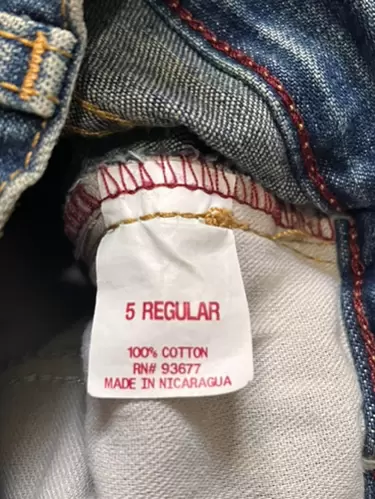 5 REGULAR
100% COTTON
RN# 93677
MADE IN NICARAGUA